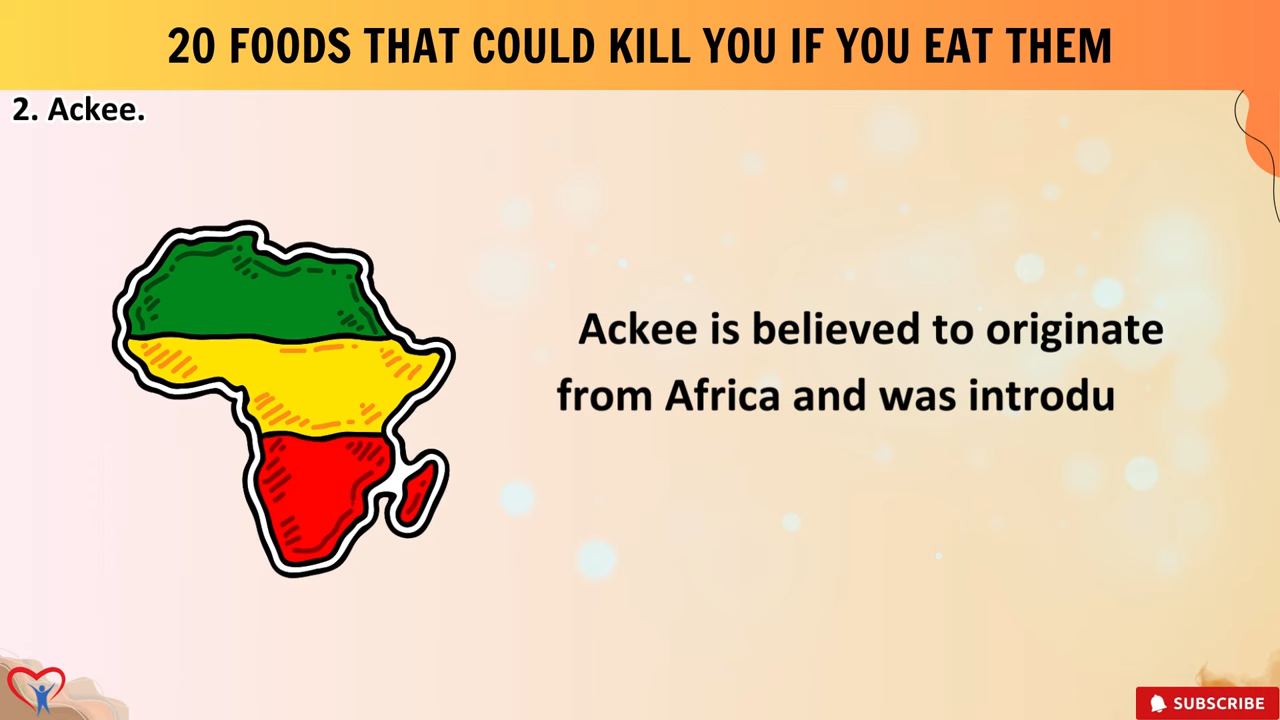 20 FOODS THAT COULD KILL YOU IF YOU EAT THEM
2. Ackee.
Ackee is believed to originate
from Africa and was introdu
SUBSCRIBE